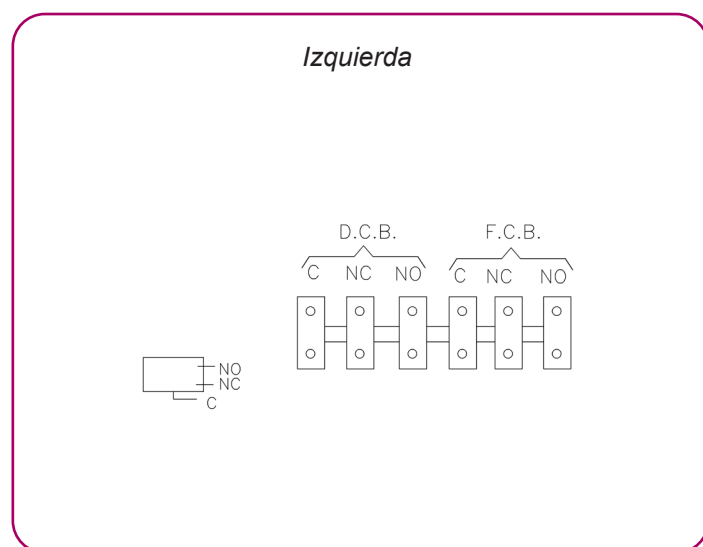 Izquierda
D.C.B. F.C.B.
C NC NO C NC NO
NO
NC
C